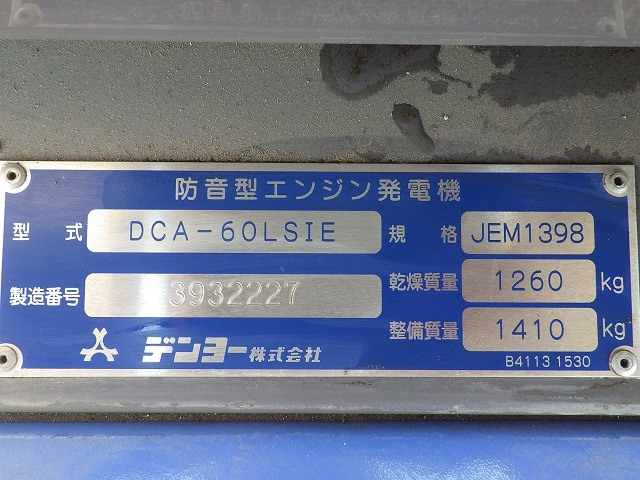 防音型エンジン発電機
型式 DCA-60LSIE 規格 JEM1398
製造番号 3932227 乾燥質量 1260 kg
デンヨー株式会社 整備質量 1410 kg
B41131530